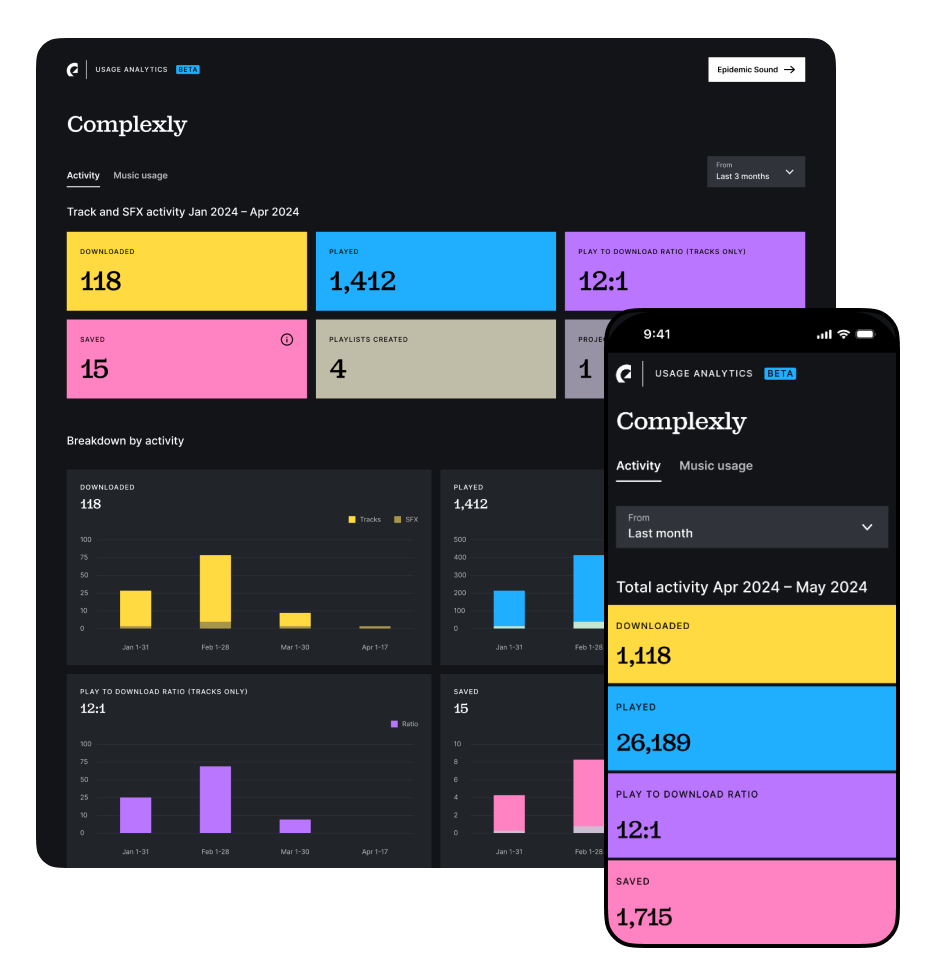 USAGE ANALYTICS BETA
Epidemic Sound →
Complexly
Activity Music usage
From
Last 3 months
Track and SFX activity Jan 2024 – Apr 2024
DOWNLOADED
118
PLAYED
1,412
PLAY TO DOWNLOAD RATIO (TRACKS ONLY)
12:1
SAVED
15
PLAYLISTS CREATED
4
PROJE
1
Breakdown by activity
DOWNLOADED
118
Tracks SFX
100
75
50
25
10
0
Jan 1-31 Feb 1-28 Mar 1-30 Apr 1-17
PLAYED
1,412
500
400
300
200
100
0
Jan 1-31 Feb 1-28
PLAY TO DOWNLOAD RATIO (TRACKS ONLY)
12:1
Ratio
100
75
50
25
10
0
Jan 1-31 Feb 1-28 Mar 1-30 Apr 1-17
SAVED
15
10
8
6
4
2
0
Jan 1-31 Feb 1-28
9:41
USAGE ANALYTICS BETA
Complexly
Activity Music usage
From
Last month
Total activity Apr 2024 – May 2024
DOWNLOADED
1,118
PLAYED
26,189
PLAY TO DOWNLOAD RATIO
12:1
SAVED
1,715